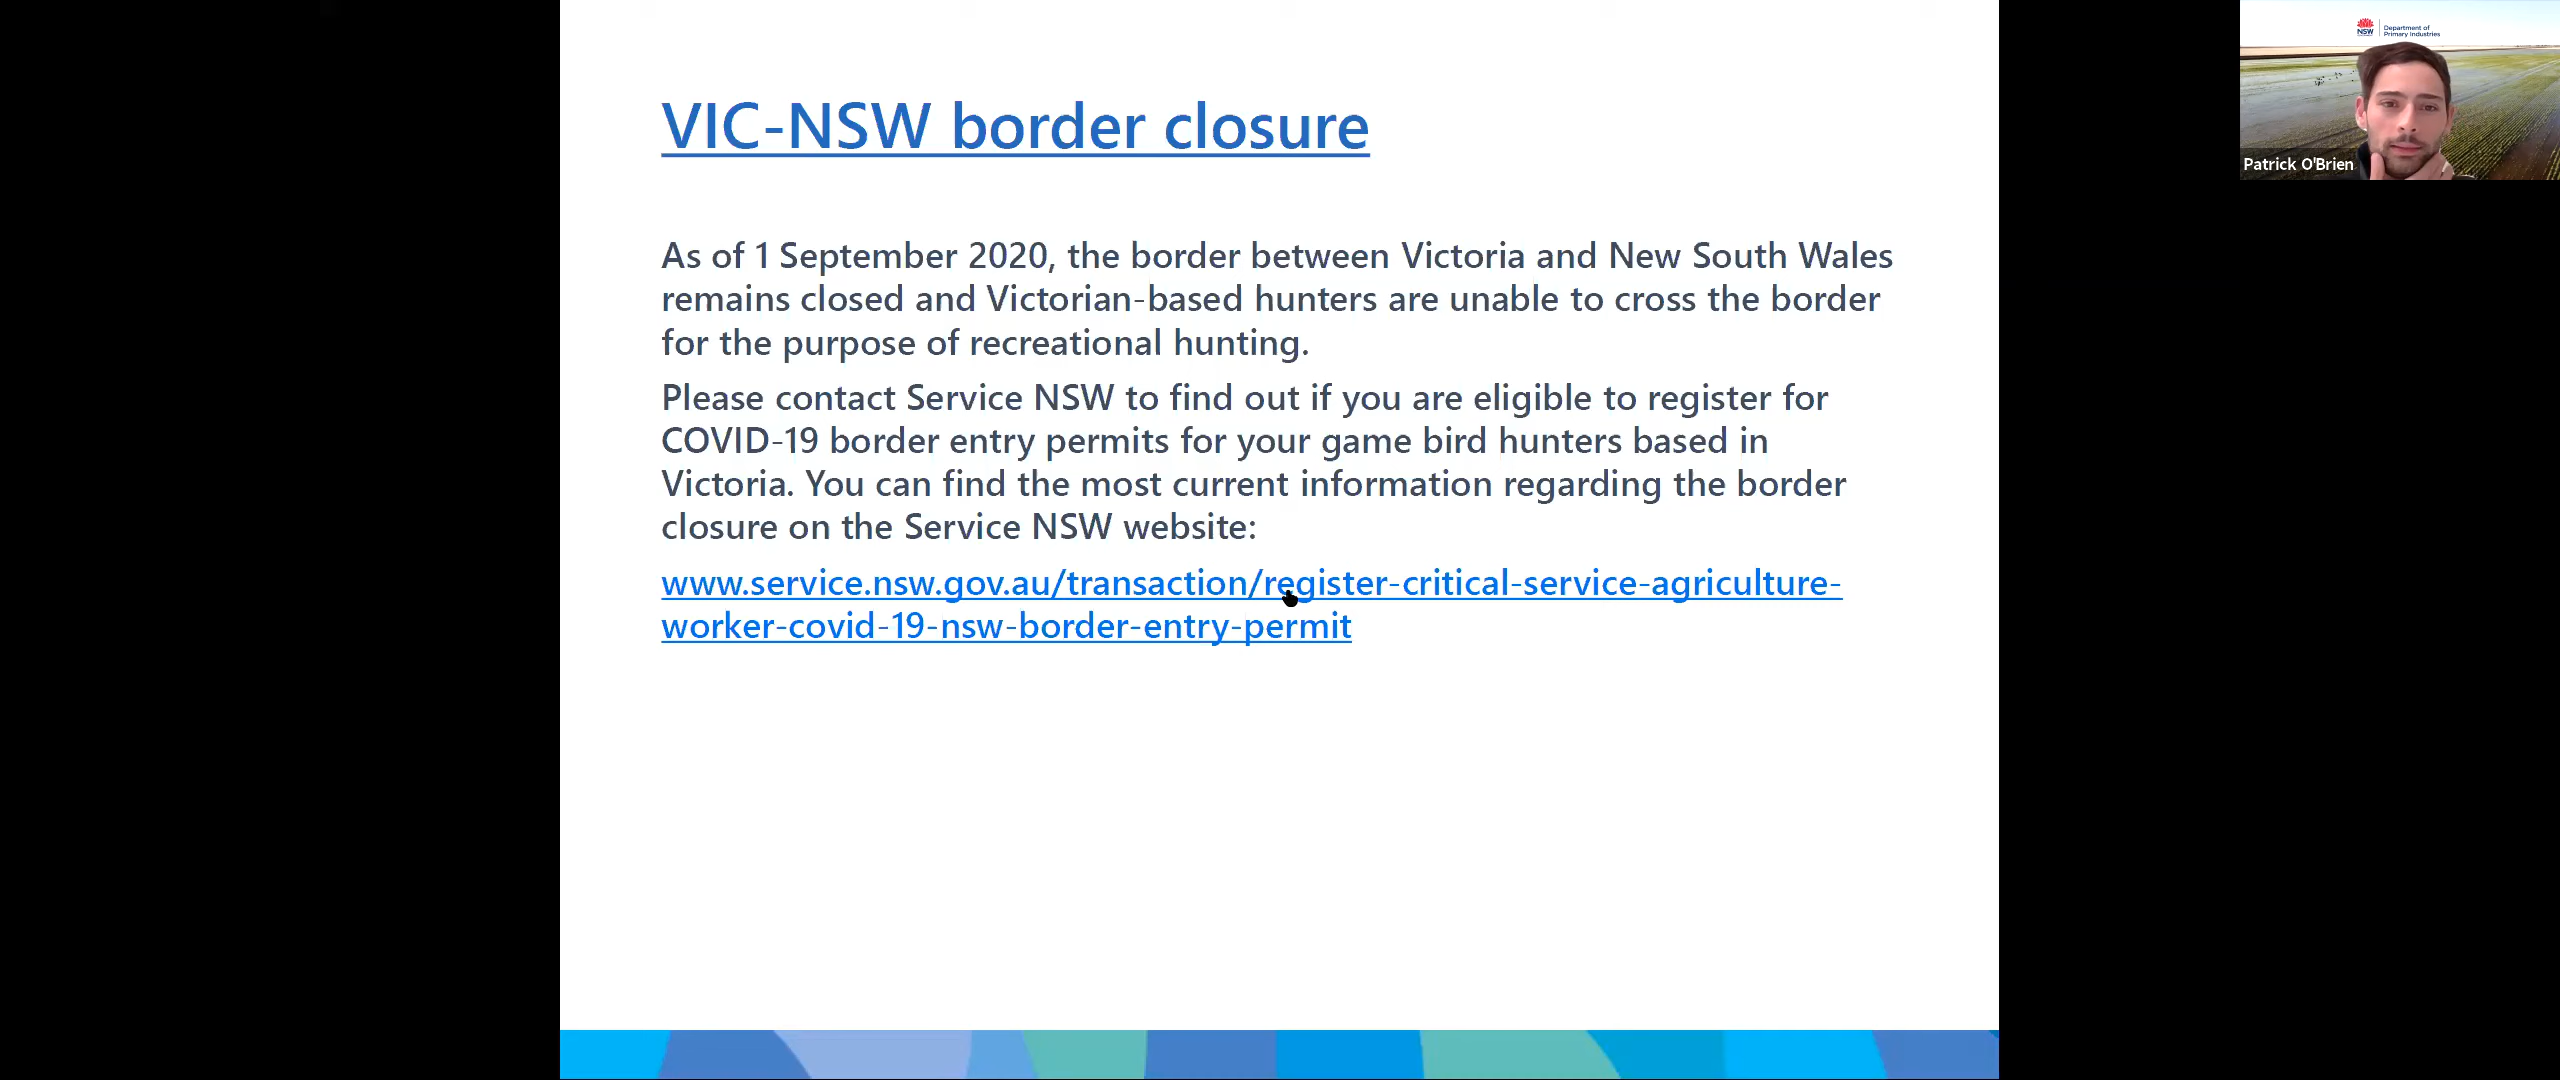 VIC-NSW border closure
As of 1 September 2020, the border between Victoria and New South Wales
remains closed and Victorian-based hunters are unable to cross the border
for the purpose of recreational hunting.
Please contact Service NSW to find out if you are eligible to register for
COVID-19 border entry permits for your game bird hunters based in
Victoria. You can find the most current information regarding the border
closure on the Service NSW website:
www.service.nsw.gov.au/transaction/register-critical-service-agriculture-
worker-covid-19-nsw-border-entry-permit
NSW
Department of
Primary Industries
Patrick O'Brien